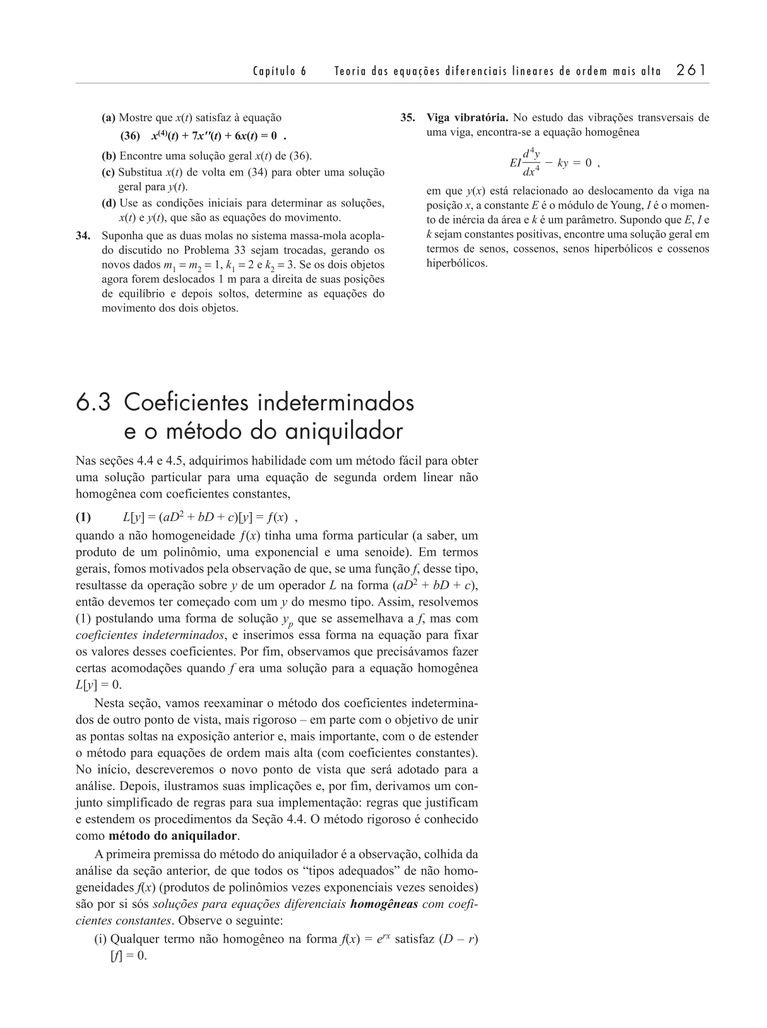 Capítulo 6 Teoria das equações diferenciais lineares de ordem mais alta 261
(a) Mostre que x(t) satisfaz à equação
(36) x⁽⁴⁾(t) + 7x″(t) + 6x(t) = 0 .
(b) Encontre uma solução geral x(t) de (36).
(c) Substitua x(t) de volta em (34) para obter uma solução
geral para y(t).
(d) Use as condições iniciais para determinar as soluções,
x(t) e y(t), que são as equações do movimento.
34. Suponha que as duas molas no sistema massa-mola acopla-
do discutido no Problema 33 sejam trocadas, gerando os
novos dados m₁ = m₂ = 1, k₁ = 2 e k₂ = 3. Se os dois objetos
agora forem deslocados 1 m para a direita de suas posições
de equilíbrio e depois soltos, determine as equações do
movimento dos dois objetos.
35. Viga vibratória. No estudo das vibrações transversais de
uma viga, encontra-se a equação homogênea
EI d⁴y/dx⁴ − ky = 0 ,
em que y(x) está relacionado ao deslocamento da viga na
posição x, a constante E é o módulo de Young, I é o momen-
to de inércia da área e k é um parâmetro. Supondo que E, I e
k sejam constantes positivas, encontre uma solução geral em
termos de senos, cossenos, senos hiperbólicos e cossenos
hiperbólicos.
6.3 Coeficientes indeterminados
e o método do aniquilador
Nas seções 4.4 e 4.5, adquirimos habilidade com um método fácil para obter
uma solução particular para uma equação de segunda ordem linear não
homogênea com coeficientes constantes,
(1) L[y] = (aD² + bD + c)[y] = f(x) ,
quando a não homogeneidade f(x) tinha uma forma particular (a saber, um
produto de um polinômio, uma exponencial e uma senoide). Em termos
gerais, fomos motivados pela observação de que, se uma função f, desse tipo,
resultasse da operação sobre y de um operador L na forma (aD² + bD + c),
então devemos ter começado com um y do mesmo tipo. Assim, resolvemos
(1) postulando uma forma de solução yₚ que se assemelhava a f, mas com
coeficientes indeterminados, e inserimos essa forma na equação para fixar
os valores desses coeficientes. Por fim, observamos que precisávamos fazer
certas acomodações quando f era uma solução para a equação homogênea
L[y] = 0.
Nesta seção, vamos reexaminar o método dos coeficientes indetermina-
dos de outro ponto de vista, mais rigoroso – em parte com o objetivo de unir
as pontas soltas na exposição anterior e, mais importante, com o de estender
o método para equações de ordem mais alta (com coeficientes constantes).
No início, descreveremos o novo ponto de vista que será adotado para a
análise. Depois, ilustramos suas implicações e, por fim, derivamos um con-
junto simplificado de regras para sua implementação: regras que justificam
e estendem os procedimentos da Seção 4.4. O método rigoroso é conhecido
como método do aniquilador.
A primeira premissa do método do aniquilador é a observação, colhida da
análise da seção anterior, de que todos os “tipos adequados” de não homo-
geneidades f(x) (produtos de polinômios vezes exponenciais vezes senoides)
são por si sós soluções para equações diferenciais homogêneas com coefi-
cientes constantes. Observe o seguinte:
(i) Qualquer termo não homogêneo na forma f(x) = eʳˣ satisfaz (D – r)
[f] = 0.